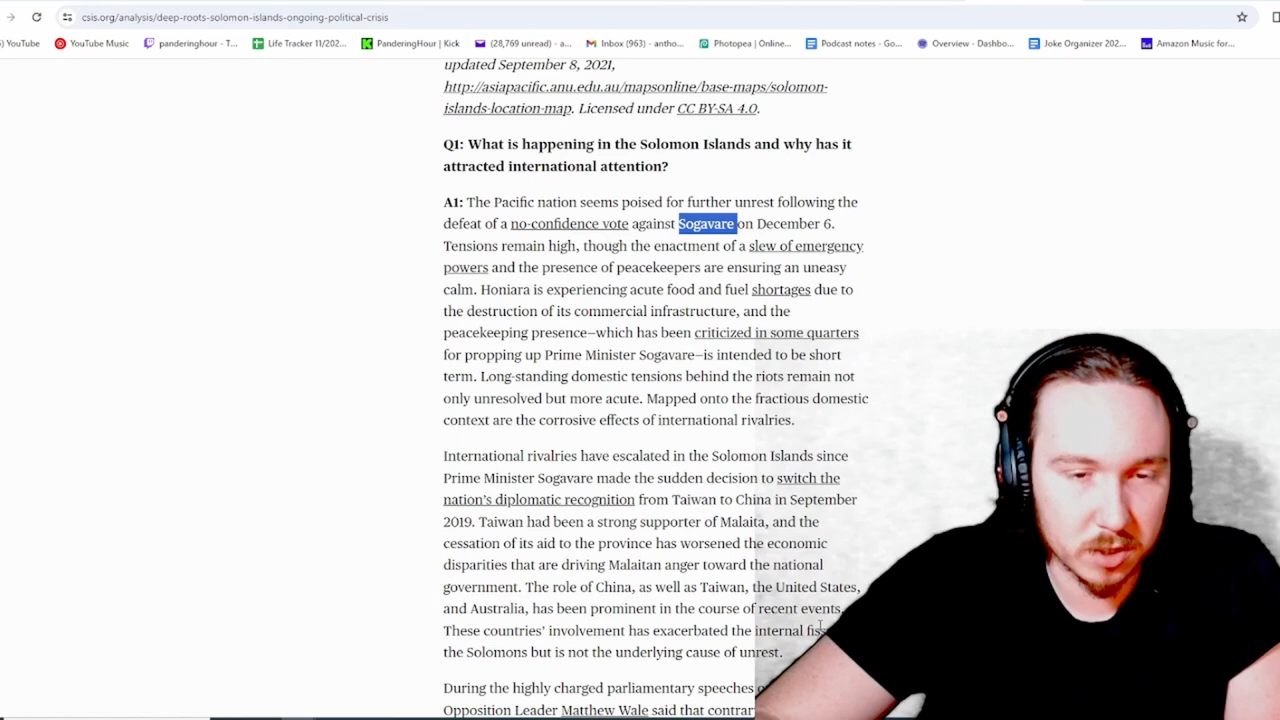 csis.org/analysis/deep-roots-solomon-islands-ongoing-political-crisis
) YouTube YouTube Music panderinghour - T... Life Tracker 11/202... PanderingHour | Kick (28,769 unread) - a... Inbox (963) - antho... Photopea | Online... Podcast notes - Go... Overview - Dashbo... Joke Organizer 202... Amazon Music for...
updated September 8, 2021,
http://asiapacific.anu.edu.au/mapsonline/base-maps/solomon-
islands-location-map. Licensed under CC BY-SA 4.0.
Q1: What is happening in the Solomon Islands and why has it
attracted international attention?
A1: The Pacific nation seems poised for further unrest following the
defeat of a no-confidence vote against Sogavare on December 6.
Tensions remain high, though the enactment of a slew of emergency
powers and the presence of peacekeepers are ensuring an uneasy
calm. Honiara is experiencing acute food and fuel shortages due to
the destruction of its commercial infrastructure, and the
peacekeeping presence—which has been criticized in some quarters
for propping up Prime Minister Sogavare—is intended to be short
term. Long-standing domestic tensions behind the riots remain not
only unresolved but more acute. Mapped onto the fractious domestic
context are the corrosive effects of international rivalries.
International rivalries have escalated in the Solomon Islands since
Prime Minister Sogavare made the sudden decision to switch the
nation's diplomatic recognition from Taiwan to China in September
2019. Taiwan had been a strong supporter of Malaita, and the
cessation of its aid to the province has worsened the economic
disparities that are driving Malaitan anger toward the national
government. The role of China, as well as Taiwan, the United States,
and Australia, has been prominent in the course of recent events.
These countries' involvement has exacerbated the internal fiss
the Solomons but is not the underlying cause of unrest.
During the highly charged parliamentary speeches
Opposition Leader Matthew Wale said that contrar